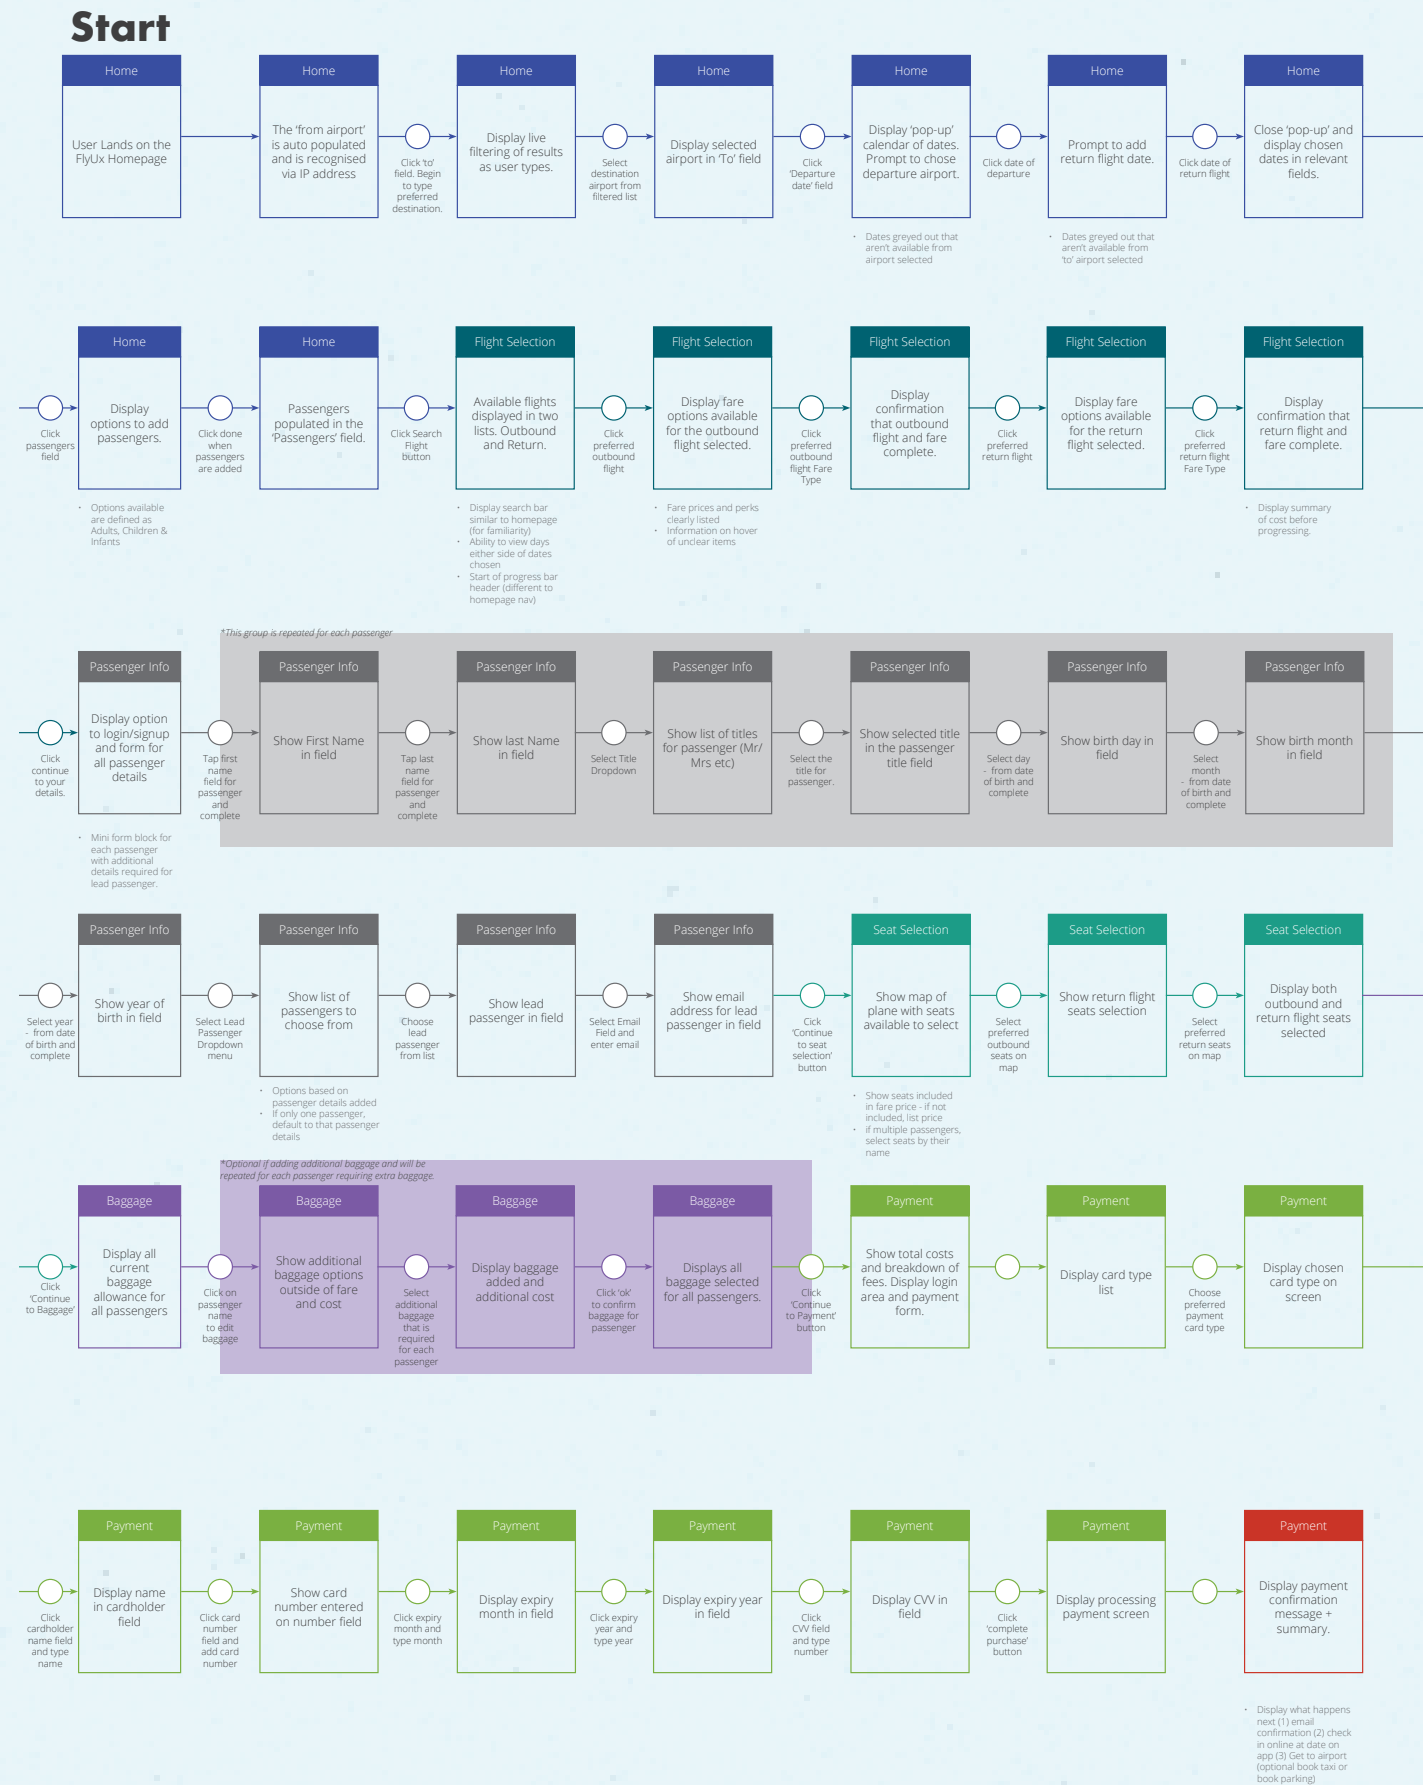 Start
Home
User Lands on the
FlyUx Homepage
Home
The ‘from airport’
is auto populated
and is recognised
via IP address
Click ‘to’
field. Begin
to type
preferred
destination.
Home
Display live
filtering of results
as user types.
Select
destination
airport from
filtered list
Home
Display selected
airport in ‘To’ field
Click
‘Departure
date’ field
Home
Display ‘pop-up’
calendar of dates.
Prompt to chose
departure airport.
• Dates greyed out that
aren’t available from
airport selected
Click date of
departure
Home
Prompt to add
return flight date.
• Dates greyed out that
aren’t available from
‘to’ airport selected
Click date of
return flight
Home
Close ‘pop-up’ and
display chosen
dates in relevant
fields.
Click
passengers
field
Home
Display
options to add
passengers.
• Options available
are defined as
Adults, Children &
Infants
Click done
when
passengers
are added
Home
Passengers
populated in the
‘Passengers’ field.
Click Search
Flight
button
Flight Selection
Available flights
displayed in two
lists. Outbound
and Return.
• Display search bar
similar to homepage
(for familiarity)
• Ability to view days
either side of dates
chosen
• Start of progress bar
header (different to
homepage nav)
Click
preferred
outbound
flight
Flight Selection
Display fare
options available
for the outbound
flight selected.
• Fare prices and perks
clearly listed
• Information on hover
of unclear items
Click
preferred
outbound
flight Fare
Type
Flight Selection
Display
confirmation
that outbound
flight and fare
complete.
Click
preferred
return flight
Flight Selection
Display fare
options available
for the return
flight selected.
Click
preferred
return flight
Fare Type
Flight Selection
Display
confirmation that
return flight and
fare complete.
• Display summary
of cost before
progressing.
Click
continue
to your
details.
Passenger Info
Display option
to login/signup
and form for
all passenger
details
• Mini form block for
each passenger
with additional
details required for
lead passenger.
*This group is repeated for each passenger
Tap first
name
field for
passenger
and
complete
Passenger Info
Show First Name
in field
Tap last
name
field for
passenger
and
complete
Passenger Info
Show last Name
in field
Select Title
Dropdown
Passenger Info
Show list of titles
for passenger (Mr/
Mrs etc)
Select the
title for
passenger.
Passenger Info
Show selected title
in the passenger
title field
Select day
- from date
of birth and
complete
Passenger Info
Show birth day in
field
Select
month
- from date
of birth and
complete
Passenger Info
Show birth month
in field
Select year
- from date
of birth and
complete
Passenger Info
Show year of
birth in field
Select Lead
Passenger
Dropdown
menu
Passenger Info
Show list of
passengers to
choose from
• Options based on
passenger details added
• If only one passenger,
default to that passenger
details
Choose
lead
passenger
from list
Passenger Info
Show lead
passenger in field
Select Email
Field and
enter email
Passenger Info
Show email
address for lead
passenger in field
Cick
‘Continue
to seat
selection’
button
Seat Selection
Show map of
plane with seats
available to select
• Show seats included
in fare price - if not
included, list price
• if multiple passengers,
select seats by their
name
Select
preferred
outbound
seats on
map
Seat Selection
Show return flight
seats selection
Select
preferred
return seats
on map
Seat Selection
Display both
outbound and
return flight seats
selected
Click
‘Continue
to Baggage’
Baggage
Display all
current
baggage
allowance for
all passengers
*Optional if adding additional baggage and will be
repeated for each passenger requiring extra baggage.
Click on
passenger
name
to edit
baggage
Baggage
Show additional
baggage options
outside of fare
and cost
Select
additional
baggage
that is
required
for each
passenger
Baggage
Display baggage
added and
additional cost
Click ‘ok’
to confirm
baggage for
passenger
Baggage
Displays all
baggage selected
for all passengers.
Click
‘Continue
to Payment’
button
Payment
Show total costs
and breakdown of
fees. Display login
area and payment
form.
Payment
Display card type
list
Choose
preferred
payment
card type
Payment
Display chosen
card type on
screen
Click
cardholder
name field
and type
name
Payment
Display name
in cardholder
field
Click card
number
field and
add card
number
Payment
Show card
number entered
on number field
Click expiry
month and
type month
Payment
Display expiry
month in field
Click expiry
year and
type year
Payment
Display expiry year
in field
Click
CVV field
and type
number
Payment
Display CVV in
field
Click
‘complete
purchase’
button
Payment
Display processing
payment screen
Payment
Display payment
confirmation
message +
summary.
• Display what happens
next (1) email
confirmation (2) check
in online at date on
app (3) Get to airport
(optional book taxi or
book parking)